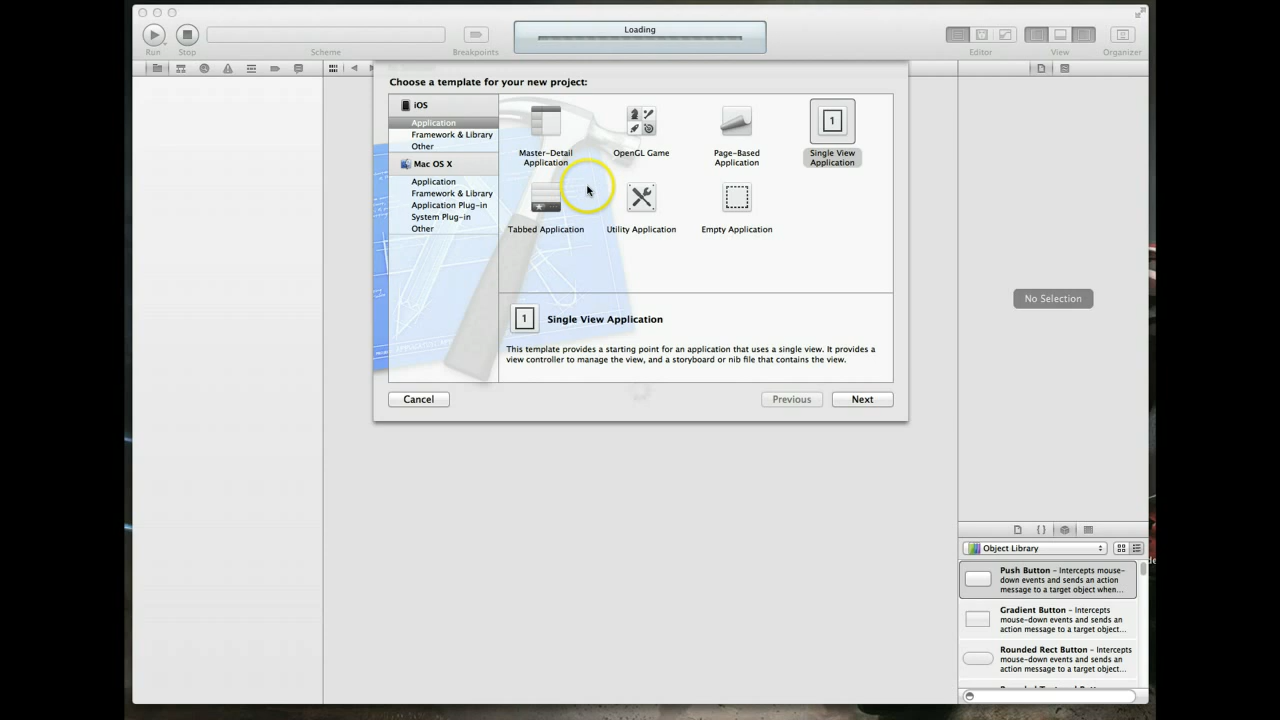 Loading
Run
Stop
Scheme
Breakpoints
Editor
View
Organizer
Choose a template for your new project:
iOS
Application
Framework & Library
Other
Mac OS X
Application
Framework & Library
Application Plug-in
System Plug-in
Other
Master-Detail
Application
OpenGL Game
Page-Based
Application
1
Single View
Application
Tabbed Application
Utility Application
Empty Application
1
Single View Application
This template provides a starting point for an application that uses a single view. It provides a
view controller to manage the view, and a storyboard or nib file that contains the view.
Cancel
Previous
Next
No Selection
{ }
Object Library
Push Button – Intercepts mouse-
down events and sends an action
message to a target object when...
Gradient Button – Intercepts
mouse-down events and sends an
action message to a target object...
Rounded Rect Button – Intercepts
mouse-down events and sends an
action message to a target object...